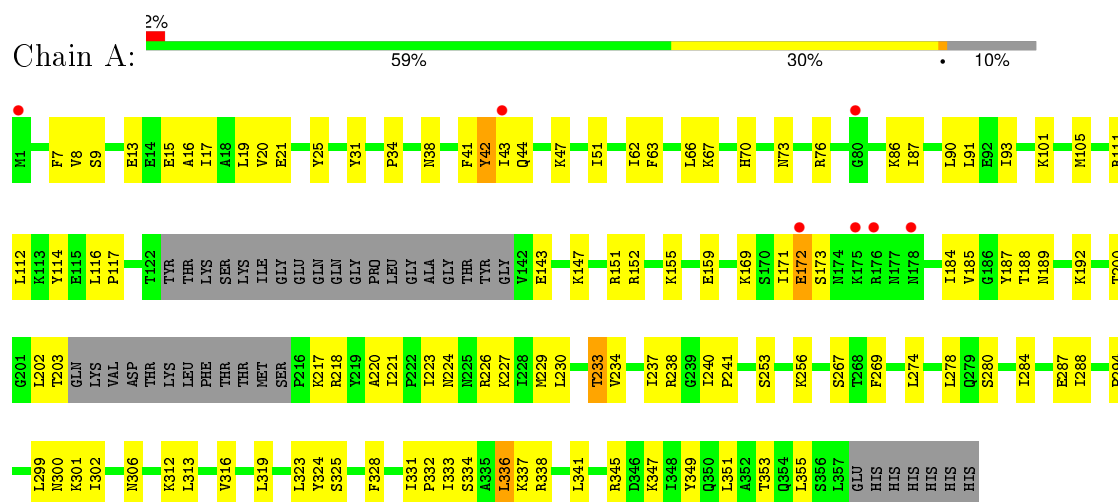 2%
Chain A:
59% 30% • 10%
M1 F7 V8 S9 E13 E14 E15 A16 I17 A18 L19 V20 E21 Y25 Y31 P34 N38 F41 Y42 I43 Q44 K47 I51 I62 F63 L66 K67 H70 N73 R76 G80 K86 I87 L90 L91 E92 I93 K101 M105
L112 K113 Y114 E115 L116 P117 T122 TYR THR LYS SER LYS ILE GLY GLU GLN GLN GLY PRO LEU GLY ALA GLY THR TYR GLY V142 E143 K147 R151 R152 K155 E159 K169 S170 I171 E172 S173 N174 K175 R176 N177 N178 I184 V185 G186 Y187 T188 N189 K192 T200
G201 L202 T203 GLN LYS VAL ASP THR THR LYS LEU PHE THR THR MET SER P216 K217 R218 Y219 A220 I221 P222 I223 N224 N225 R226 K227 I228 M229 L230 T233 V234 I237 R238 G239 I240 P241 S253 K256 S267 T268 F269 L274 L278 Q279 S280 I284 E287 I288
L299 N300 K301 I302 N306 K312 L313 V316 L319 L323 Y324 S325 F328 I331 P332 I333 S334 A335 L336 K337 R338 L341 R345 D346 K347 I348 Y349 Q350 L351 A352 T353 Q354 L355 S356 L357 GLU HIS HIS HIS HIS HIS HIS